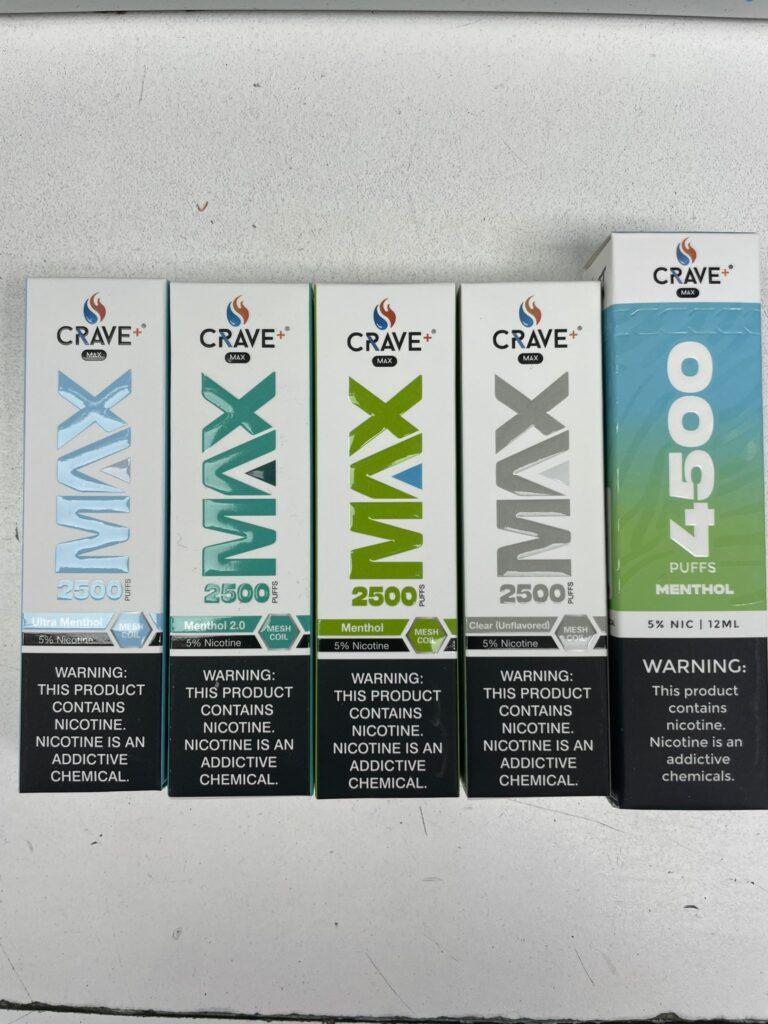 CRAVE+®
MAX
MAX
2500 PUFFS
Ultra Menthol
MESH
COIL
5% Nicotine
WARNING:
THIS PRODUCT
CONTAINS
NICOTINE.
NICOTINE IS AN
ADDICTIVE
CHEMICAL.
CRAVE+®
MAX
MAX
2500 PUFFS
Menthol 2.0
MESH
COIL
5% Nicotine
WARNING:
THIS PRODUCT
CONTAINS
NICOTINE.
NICOTINE IS AN
ADDICTIVE
CHEMICAL.
CRAVE+®
MAX
MAX
2500 PUFFS
Menthol
MESH
COIL
5% Nicotine
WARNING:
THIS PRODUCT
CONTAINS
NICOTINE.
NICOTINE IS AN
ADDICTIVE
CHEMICAL.
CRAVE+®
MAX
MAX
2500 PUFFS
Clear (Unflavored)
MESH
COIL
5% Nicotine
WARNING:
THIS PRODUCT
CONTAINS
NICOTINE.
NICOTINE IS AN
ADDICTIVE
CHEMICAL.
CRAVE+®
MAX
4500
PUFFS
MENTHOL
5% NIC | 12ML
WARNING:
This product
contains
nicotine.
Nicotine is an
addictive
chemicals.